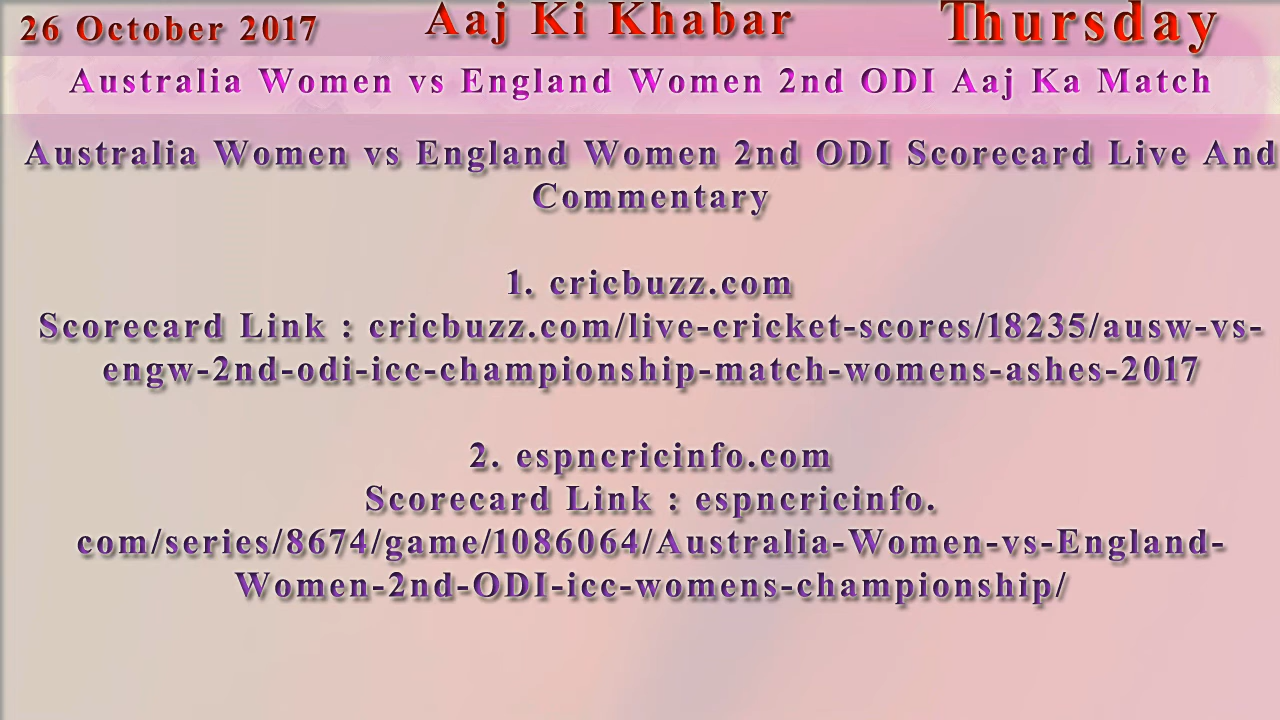 26 October 2017 Aaj Ki Khabar Thursday
Australia Women vs England Women 2nd ODI Aaj Ka Match
Australia Women vs England Women 2nd ODI Scorecard Live And
Commentary
1. cricbuzz.com
Scorecard Link : cricbuzz.com/live-cricket-scores/18235/ausw-vs-
engw-2nd-odi-icc-championship-match-womens-ashes-2017
2. espncricinfo.com
Scorecard Link : espncricinfo.
com/series/8674/game/1086064/Australia-Women-vs-England-
Women-2nd-ODI-icc-womens-championship/